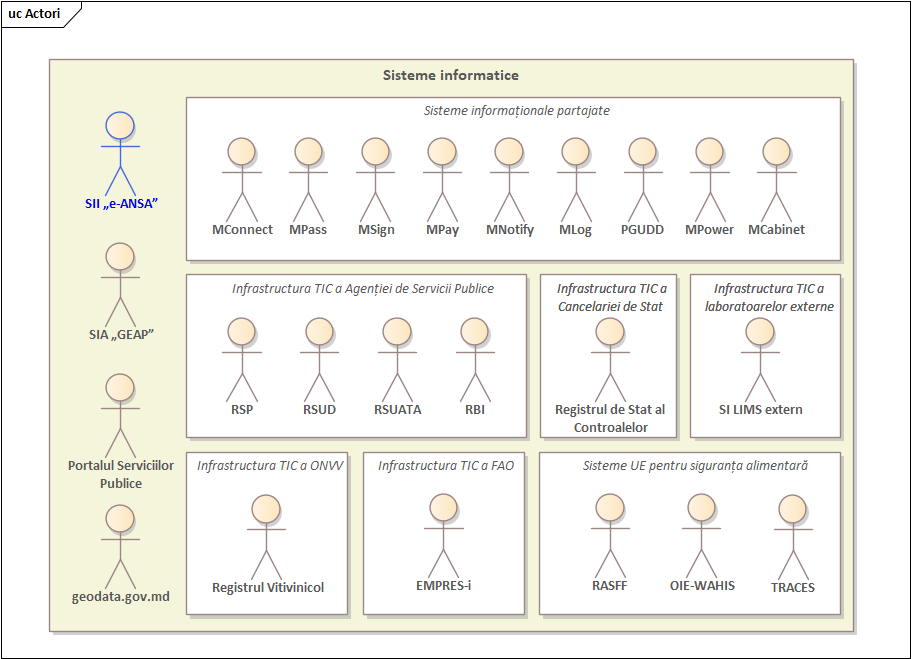 uc Actori
Sisteme informatice
SII „e-ANSA”
SIA „GEAP”
Portalul Serviciilor
Publice
geodata.gov.md
Sisteme informaționale partajate
MConnect MPass MSign MPay MNotify MLog PGUDD MPower MCabinet
Infrastructura TIC a Agenției de Servicii Publice
RSP RSUD RSUATA RBI
Infrastructura TIC a
Cancelariei de Stat
Registrul de Stat al
Controalelor
Infrastructura TIC a
laboratoarelor externe
SI LIMS extern
Infrastructura TIC a ONVV
Registrul Vitivinicol
Infrastructura TIC a FAO
EMPRES-i
Sisteme UE pentru siguranța alimentară
RASFF OIE-WAHIS TRACES